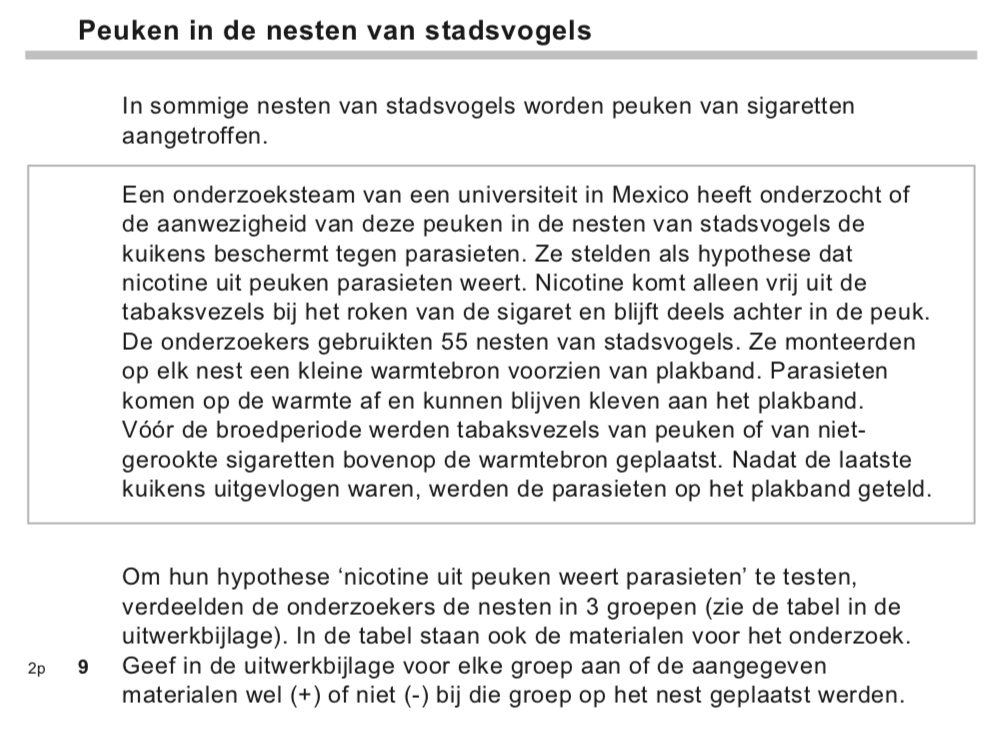 Peuken in de nesten van stadsvogels
In sommige nesten van stadsvogels worden peuken van sigaretten
aangetroffen.
Een onderzoeksteam van een universiteit in Mexico heeft onderzocht of
de aanwezigheid van deze peuken in de nesten van stadsvogels de
kuikens beschermt tegen parasieten. Ze stelden als hypothese dat
nicotine uit peuken parasieten weert. Nicotine komt alleen vrij uit de
tabaksvezels bij het roken van de sigaret en blijft deels achter in de peuk.
De onderzoekers gebruikten 55 nesten van stadsvogels. Ze monteerden
op elk nest een kleine warmtebron voorzien van plakband. Parasieten
komen op de warmte af en kunnen blijven kleven aan het plakband.
Vóór de broedperiode werden tabaksvezels van peuken of van niet-
gerookte sigaretten bovenop de warmtebron geplaatst. Nadat de laatste
kuikens uitgevlogen waren, werden de parasieten op het plakband geteld.
Om hun hypothese ‘nicotine uit peuken weert parasieten’ te testen,
verdeelden de onderzoekers de nesten in 3 groepen (zie de tabel in de
uitwerkbijlage). In de tabel staan ook de materialen voor het onderzoek.
2p 9 Geef in de uitwerkbijlage voor elke groep aan of de aangegeven
materialen wel (+) of niet (-) bij die groep op het nest geplaatst werden.